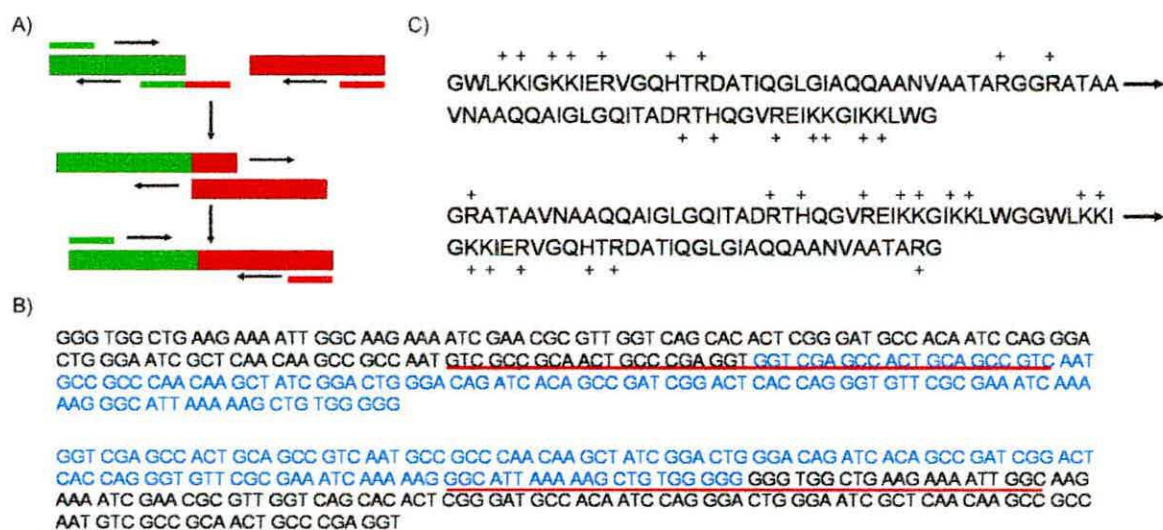 A)
C)
+ + + + + + + + +
GWLKKIGKKIERVGQHTRDATIQGLGIAQQAANVAATARGGRATAA
VNAAQQAIGLGQITADRTHQGVREIKKGIKKLWG
+ + + + + + +
+ + + + + + + + + +
GRATAAVNAAQQAIGLGQITADRTHQGVREIKKGIKKLWGGWLKKI
GKKIERVGQHTRDATIQGLGIAQQAANVAATARG
+ + + + + +
B)
GGG TGG CTG AAG AAA ATT GGC AAG AAA ATC GAA CGC GTT GGT CAG CAC ACT CGG GAT GCC ACA ATC CAG GGA
CTG GGA ATC GCT CAA CAA GCC GCC AAT GTC GCC GCA ACT GCC CGA GGT GGT CGA GCC ACT GCA GCC GTC AAT
GCC GCC CAA CAA GCT ATC GGA CTG GGA CAG ATC ACA GCC GAT CGG ACT CAC CAG GGT GTT CGC GAA ATC AAA
AAG GGC ATT AAA AAG CTG TGG GGG
GGT CGA GCC ACT GCA GCC GTC AAT GCC GCC CAA CAA GCT ATC GGA CTG GGA CAG ATC ACA GCC GAT CGG ACT
CAC CAG GGT GTT CGC GAA ATC AAA AAG GGC ATT AAA AAG CTG TGG GGG GGG TGG CTG AAG AAA ATT GGC AAG
AAA ATC GAA CGC GTT GGT CAG CAC ACT CGG GAT GCC ACA ATC CAG GGA CTG GGA ATC GCT CAA CAA GCC GCC
AAT GTC GCC GCA ACT GCC CGA GGT